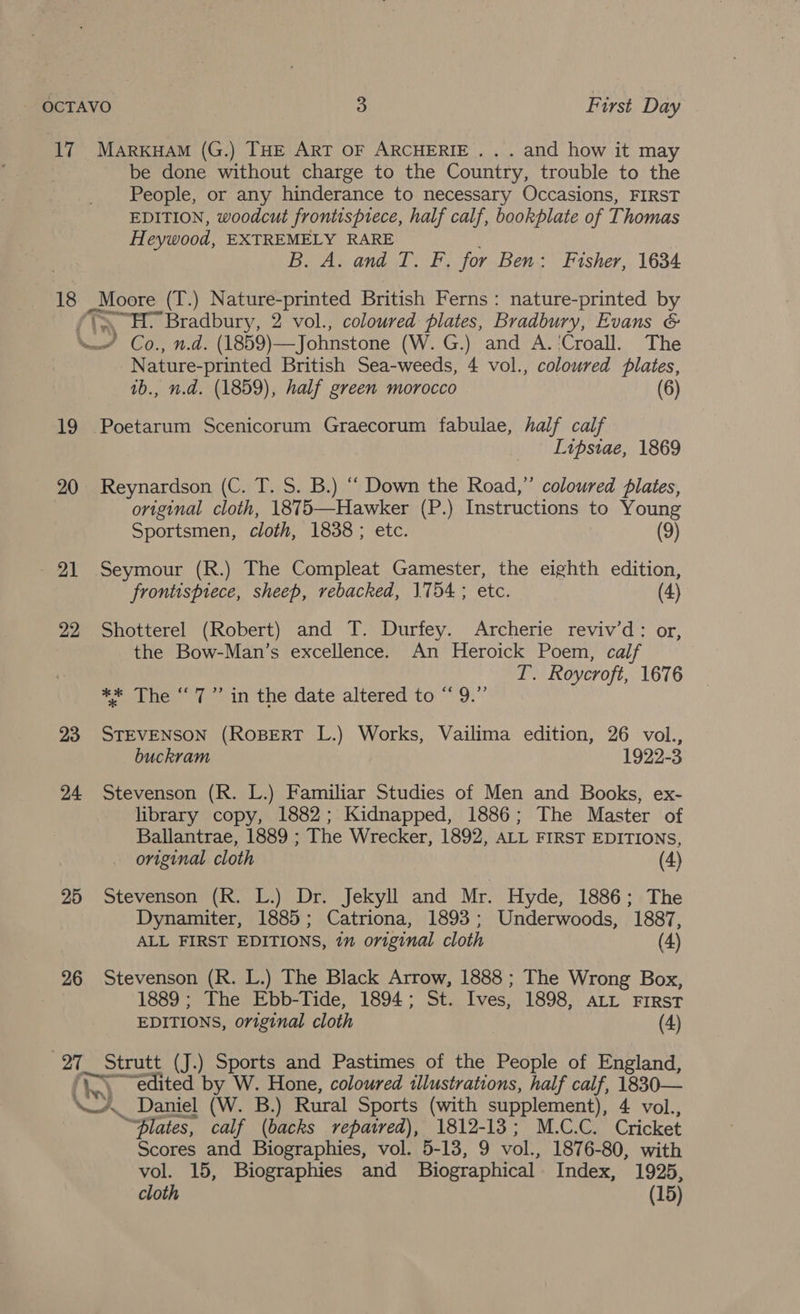 OCTAVO 3 First Day
17 MARKHAM (G.) THE ART OF ARCHERIE . . . and how it may
be done without charge to the Country, trouble to the
People, or any hinderance to necessary Occasions, FIRST
EDITION, woodcut frontispiece, half calf, bookplate of Thomas
Heywood, EXTREMELY RARE
B. A. and T. F. for Ben: Fisher, 1634
18 Moore (T.) Nature-printed British Ferns : nature-printed by
H. Bradbury, 2 vol., coloured plates, Bradbury, Evans &
Co., n.d. (1859)—Johnstone (W. G.) and A. Croall. The
Nature-printed British Sea-weeds, 4 vol., coloured plates,
ib., n.d. (1859), half green morocco (6)
19 Poetarum Scenicorum Graecorum fabulae, half calf
Lipsiae, 1869
20 Reynardson (C. T. S. B.) “ Down the Road,” coloured plates,
original cloth, 1875—Hawker (P.) Instructions to Young
Sportsmen, cloth, 1838 ; etc. (9)
21 Seymour (R.) The Compleat Gamester, the eighth edition,
frontispiece, sheep, rebacked, 1754 ; etc. (4)
22 Shotterel (Robert) and T. Durfey. Archerie reviv’d : or,
the Bow-Man’s excellence. An Heroick Poem, calf
T. Roycroft, 1676
*** The “ 7 ” in the date altered to “ 9.”
23 STEVENSON (ROBERT L.) Works, Vailima edition, 26 vol.,
buckram 1922-3
24 Stevenson (R. L.) Familiar Studies of Men and Books, ex-
library copy, 1882 ; Kidnapped, 1886 ; The Master of
Ballantrae, 1889 ; The Wrecker, 1892, ALL FIRST EDITIONS,
original cloth (4)
25 Stevenson (R. L.) Dr. Jekyll and Mr. Hyde, 1886 ; The
Dynamiter, 1885 ; Catriona, 1893 ; Underwoods, 1887,
ALL FIRST EDITIONS, in original cloth (4)
26 Stevenson (R. L.) The Black Arrow, 1888 ; The Wrong Box,
1889 ; The Ebb-Tide, 1894 ; St. Ives, 1898, ALL FIRST
EDITIONS, original cloth (4)
27 Strutt (J.) Sports and Pastimes of the People of England,
edited by W. Hone, coloured illustrations, half calf, 1830—
Daniel (W. B.) Rural Sports (with supplement), 4 vol.,
plates, calf (backs repaired), 1812-13 ; M.C.C. Cricket
Scores and Biographies, vol. 5-13, 9 vol., 1876-80, with
vol. 15, Biographies and Biographical Index, 1925,
cloth (15)